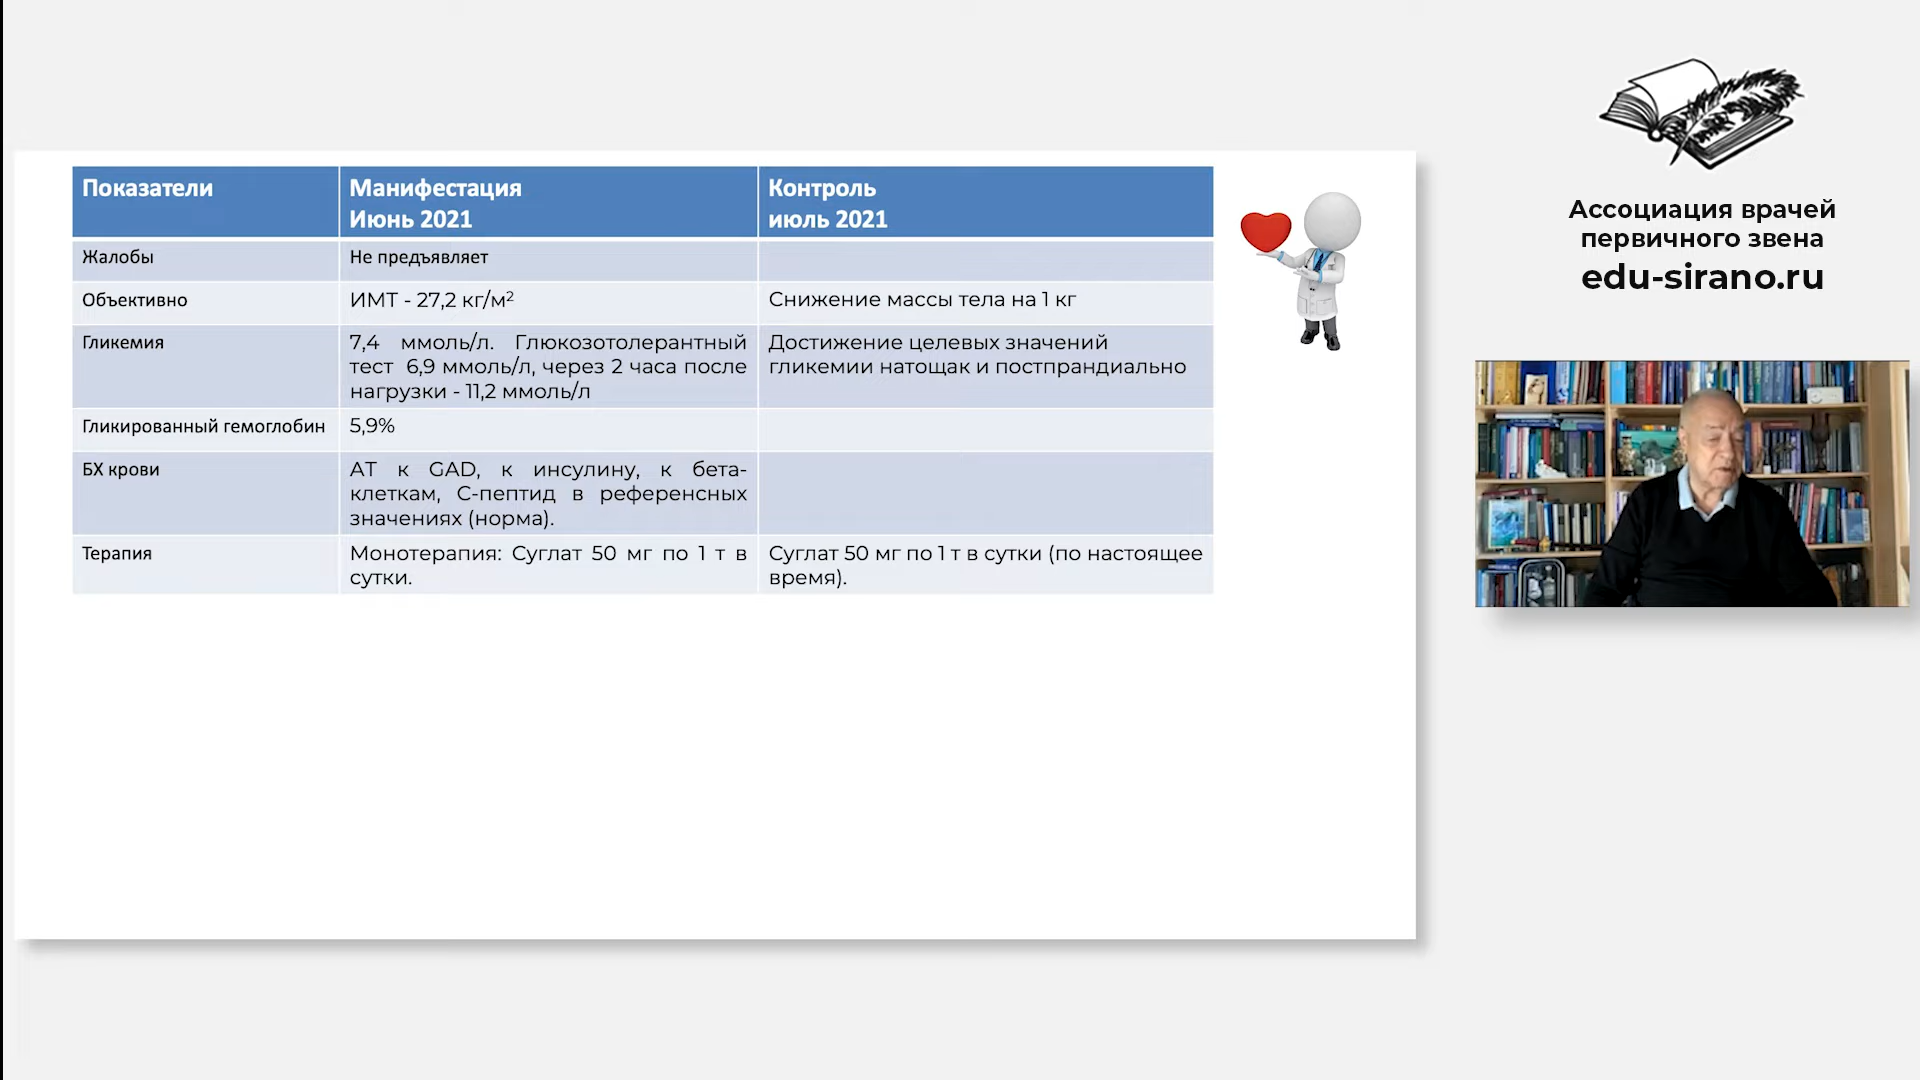 Показатели
Манифестация
Июнь 2021
Контроль
июль 2021
Жалобы
Не предъявляет
Объективно
ИМТ - 27,2 кг/м²
Снижение массы тела на 1 кг
Гликемия
7,4 ммоль/л. Глюкозотолерантный
тест 6,9 ммоль/л, через 2 часа после
нагрузки - 11,2 ммоль/л
Достижение целевых значений
гликемии натощак и постпрандиально
Гликированный гемоглобин
5,9%
БХ крови
АТ к GAD, к инсулину, к бета-
клеткам, С-пептид в референсных
значениях (норма).
Терапия
Монотерапия: Суглат 50 мг по 1 т в
сутки.
Суглат 50 мг по 1 т в сутки (по настоящее
время).
Ассоциация врачей
первичного звена
edu-sirano.ru